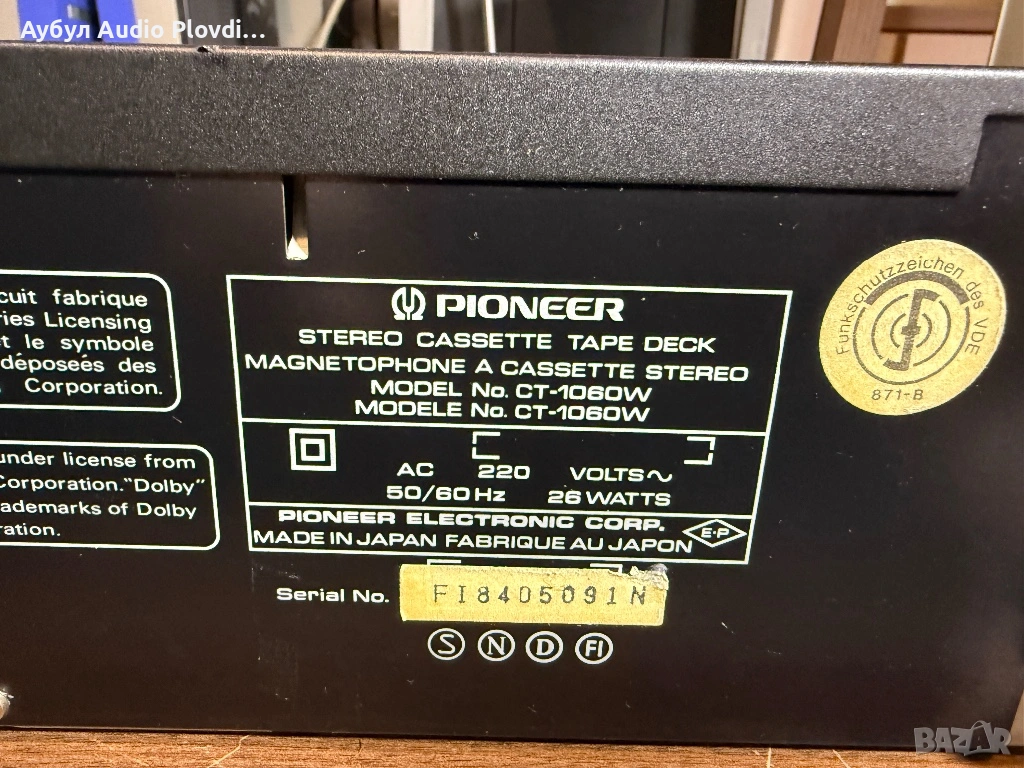 Аубул Audio Plovdi...
cuit fabrique
ries Licensing
et le symbole
déposées des
Corporation.
under license from
Corporation."Dolby"
ademarks of Dolby
ration.
PIONEER
STEREO CASSETTE TAPE DECK
MAGNETOPHONE A CASSETTE STEREO
MODEL No. CT-1060W
MODELE No. CT-1060W
AC 220 VOLTS~
50/60 Hz 26 WATTS
PIONEER ELECTRONIC CORP.
MADE IN JAPAN FABRIQUE AU JAPON
E-P
Serial No. FI8405091N
S N D FI
Funkschutzzeichen des VDE
871-B
BAZAR